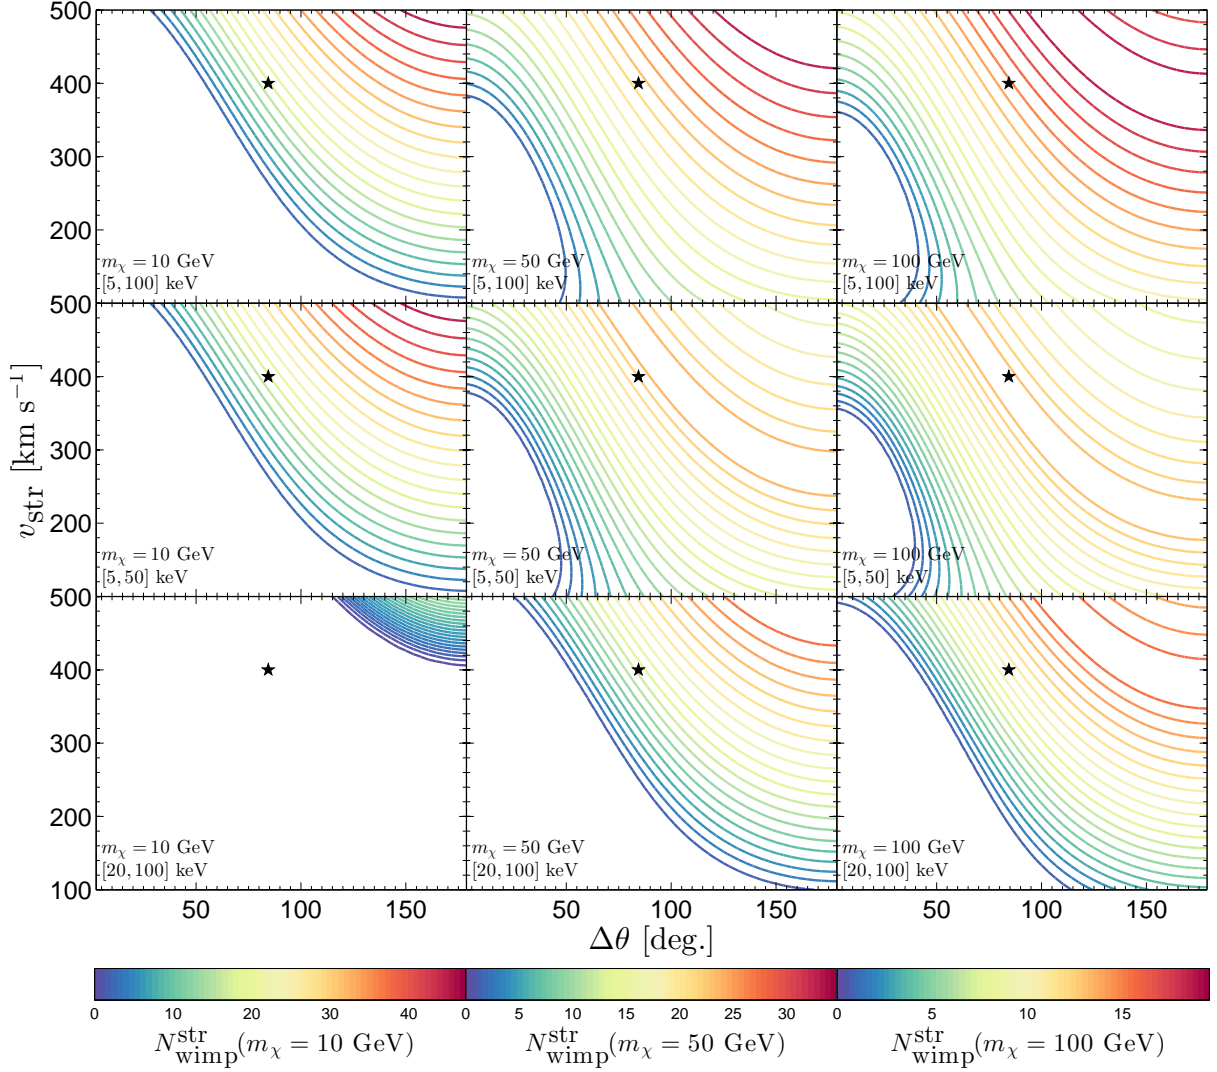 500
400
300
200
m_χ = 10 GeV
[5, 100] keV
m_χ = 50 GeV
[5, 100] keV
m_χ = 100 GeV
[5, 100] keV
500
400
300
200
m_χ = 10 GeV
[5, 50] keV
m_χ = 50 GeV
[5, 50] keV
m_χ = 100 GeV
[5, 50] keV
v_str [km s⁻¹]
500
400
300
200
100
m_χ = 10 GeV
[20, 100] keV
m_χ = 50 GeV
[20, 100] keV
m_χ = 100 GeV
[20, 100] keV
50 100 150 50 100 150 50 100 150
Δθ [deg.]
0 10 20 30 40 0 5 10 15 20 25 30 0 5 10 15
N^str_wimp(m_χ = 10 GeV)
N^str_wimp(m_χ = 50 GeV)
N^str_wimp(m_χ = 100 GeV)